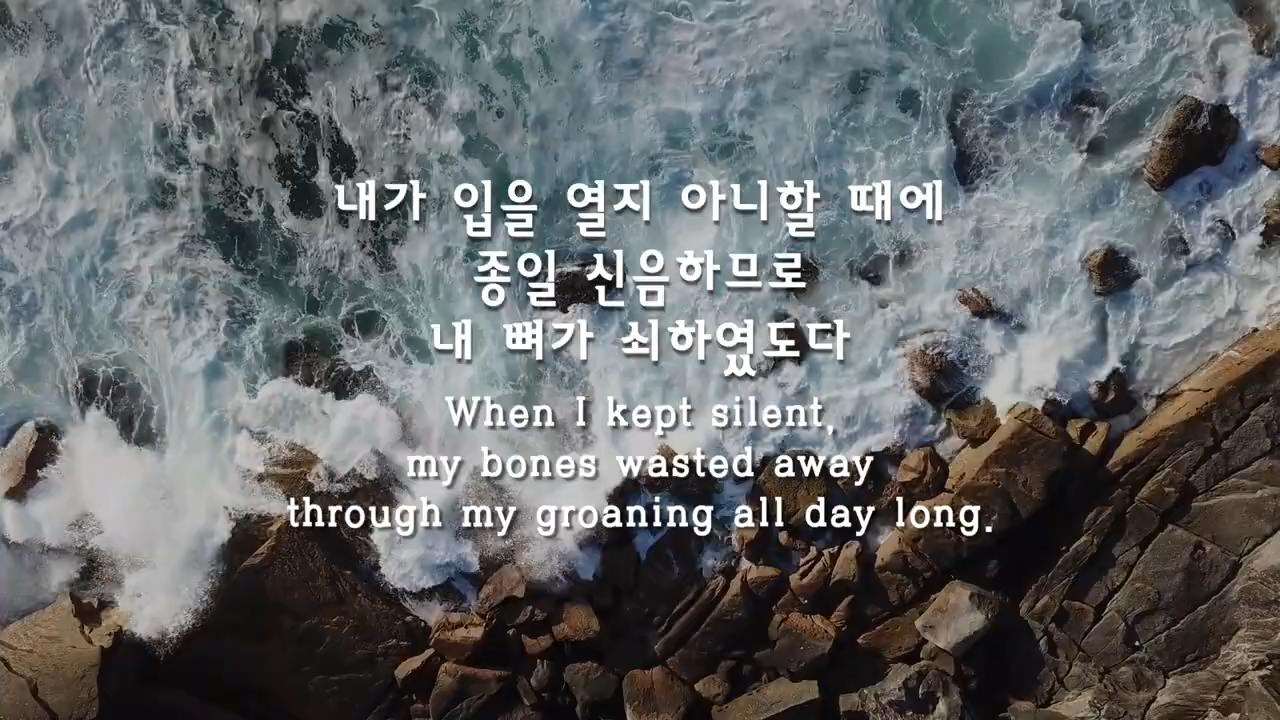 내가 입을 열지 아니할 때에
종일 신음하므로
내 뼈가 쇠하였도다
When I kept silent,
my bones wasted away
through my groaning all day long.